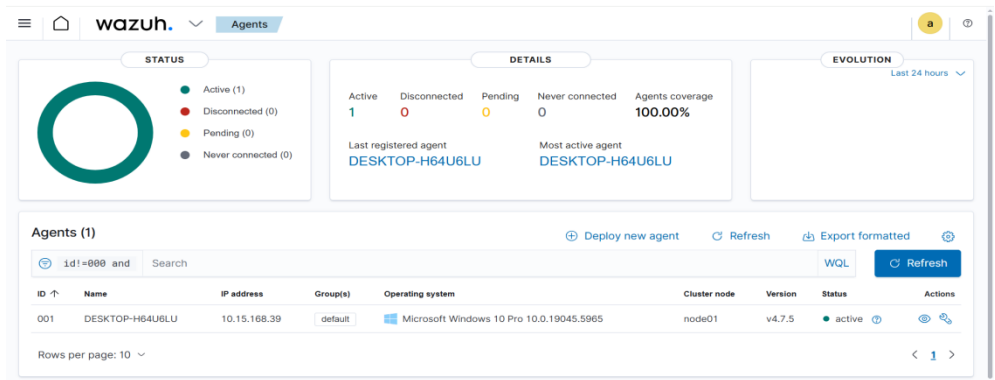 wazuh. Agents a
STATUS
Active (1)
Disconnected (0)
Pending (0)
Never connected (0)
DETAILS
Active Disconnected Pending Never connected Agents coverage
1 0 0 0 100.00%
Last registered agent Most active agent
DESKTOP-H64U6LU DESKTOP-H64U6LU
EVOLUTION
Last 24 hours
Agents (1)
Deploy new agent Refresh Export formatted
id!=000 and Search WQL Refresh
ID Name IP address Group(s) Operating system Cluster node Version Status Actions
001 DESKTOP-H64U6LU 10.15.168.39 default Microsoft Windows 10 Pro 10.0.19045.5965 node01 v4.7.5 active
Rows per page: 10 1